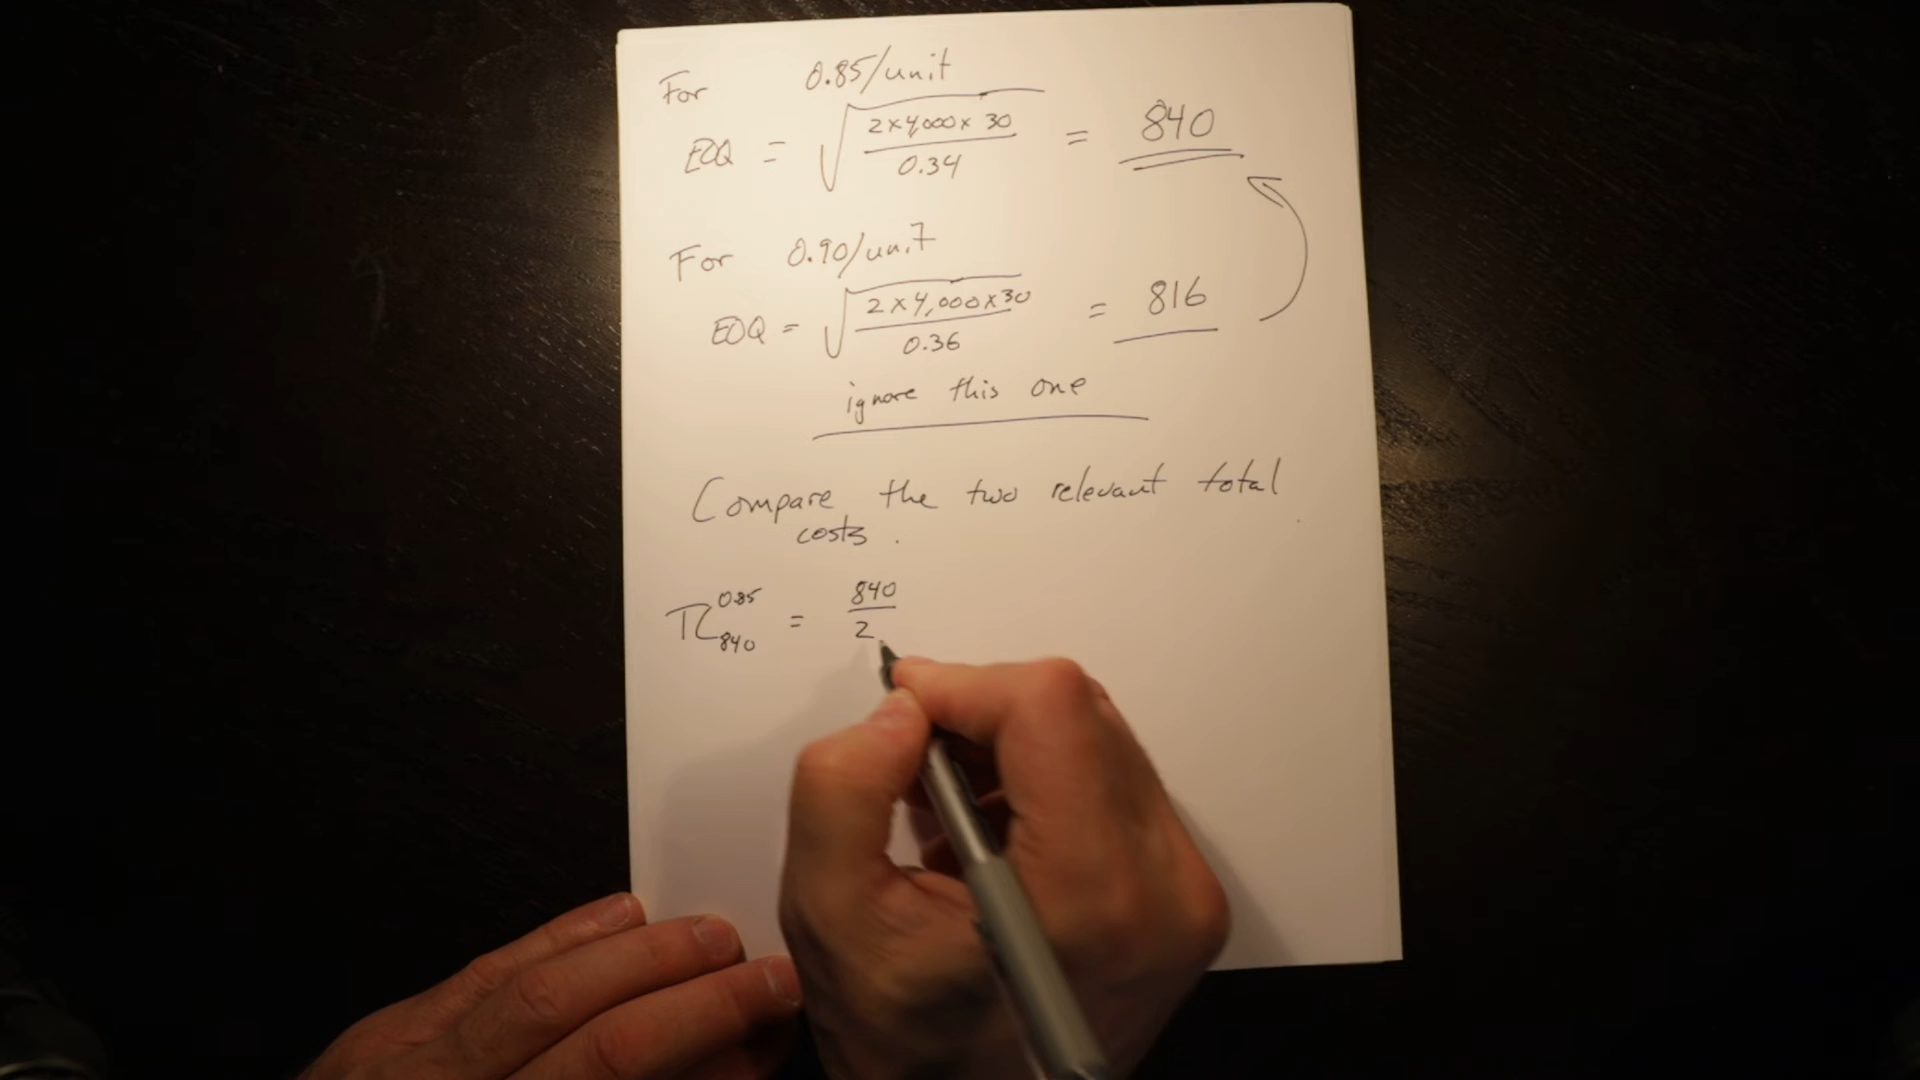 For 0.85/unit
EOQ = √ 2×4,000× 30 / 0.34 = 840
For 0.90/unit
EOQ = √ 2×4,000×30 / 0.36 = 816
ignore this one
Compare the two relevant total
costs.
TC 0.85 840 = 840 / 2